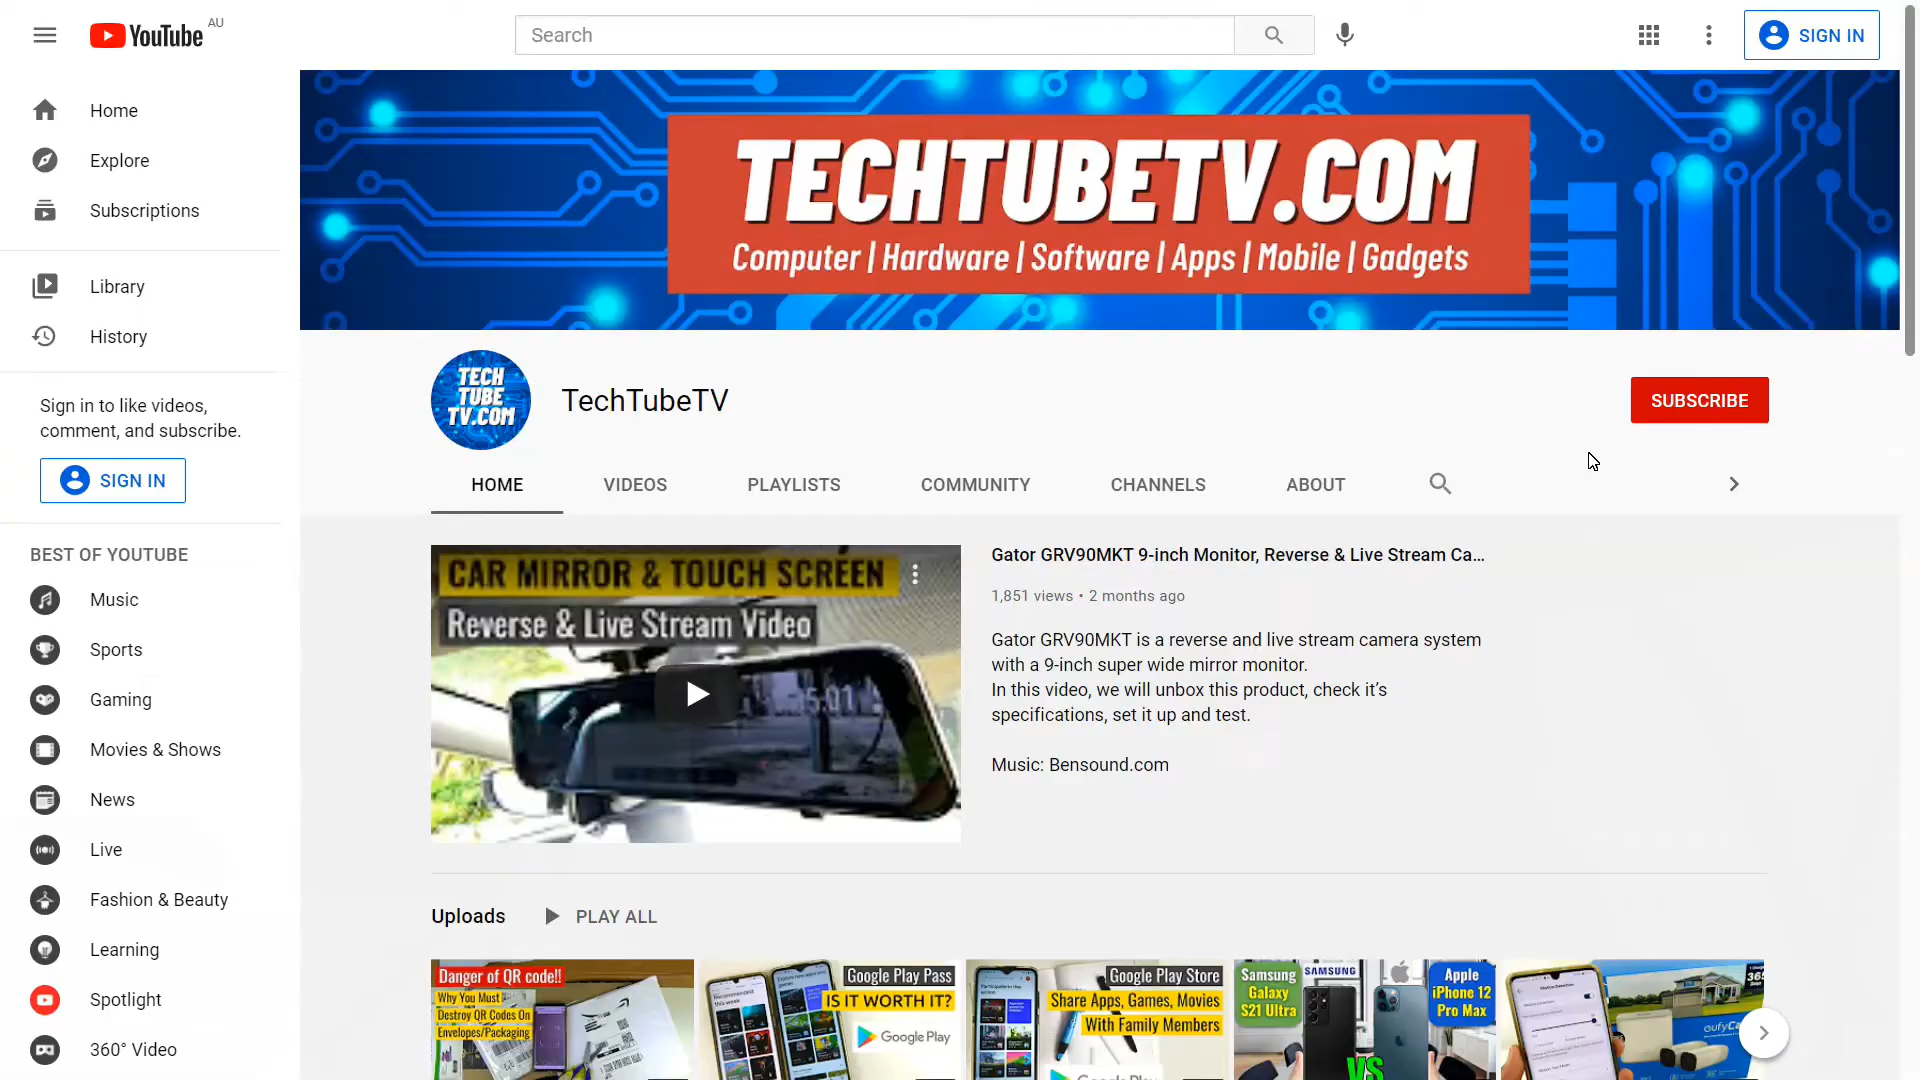 YouTube AU
Search
SIGN IN
Home
Explore
Subscriptions
Library
History
Sign in to like videos,
comment, and subscribe.
SIGN IN
BEST OF YOUTUBE
Music
Sports
Gaming
Movies & Shows
News
Live
Fashion & Beauty
Learning
Spotlight
360° Video
TECHTUBETV.COM
Computer | Hardware | Software | Apps | Mobile | Gadgets
TECH
TUBE
TV.COM
TechTubeTV
SUBSCRIBE
HOME
VIDEOS
PLAYLISTS
COMMUNITY
CHANNELS
ABOUT
CAR MIRROR & TOUCH SCREEN
Reverse & Live Stream Video
Gator GRV90MKT 9-inch Monitor, Reverse & Live Stream Ca...
1,851 views • 2 months ago
Gator GRV90MKT is a reverse and live stream camera system
with a 9-inch super wide mirror monitor.
In this video, we will unbox this product, check it's
specifications, set it up and test.
Music: Bensound.com
Uploads
PLAY ALL
Danger of QR code!!
Why You Must
Destroy QR Codes On
Envelopes/Packaging
Google Play Pass
IS IT WORTH IT?
Google Play
Google Play Store
Share Apps, Games, Movies
With Family Members
Google Play
Samsung
Galaxy
S21 Ultra
SAMSUNG
VS
Apple
iPhone 12
Pro Max